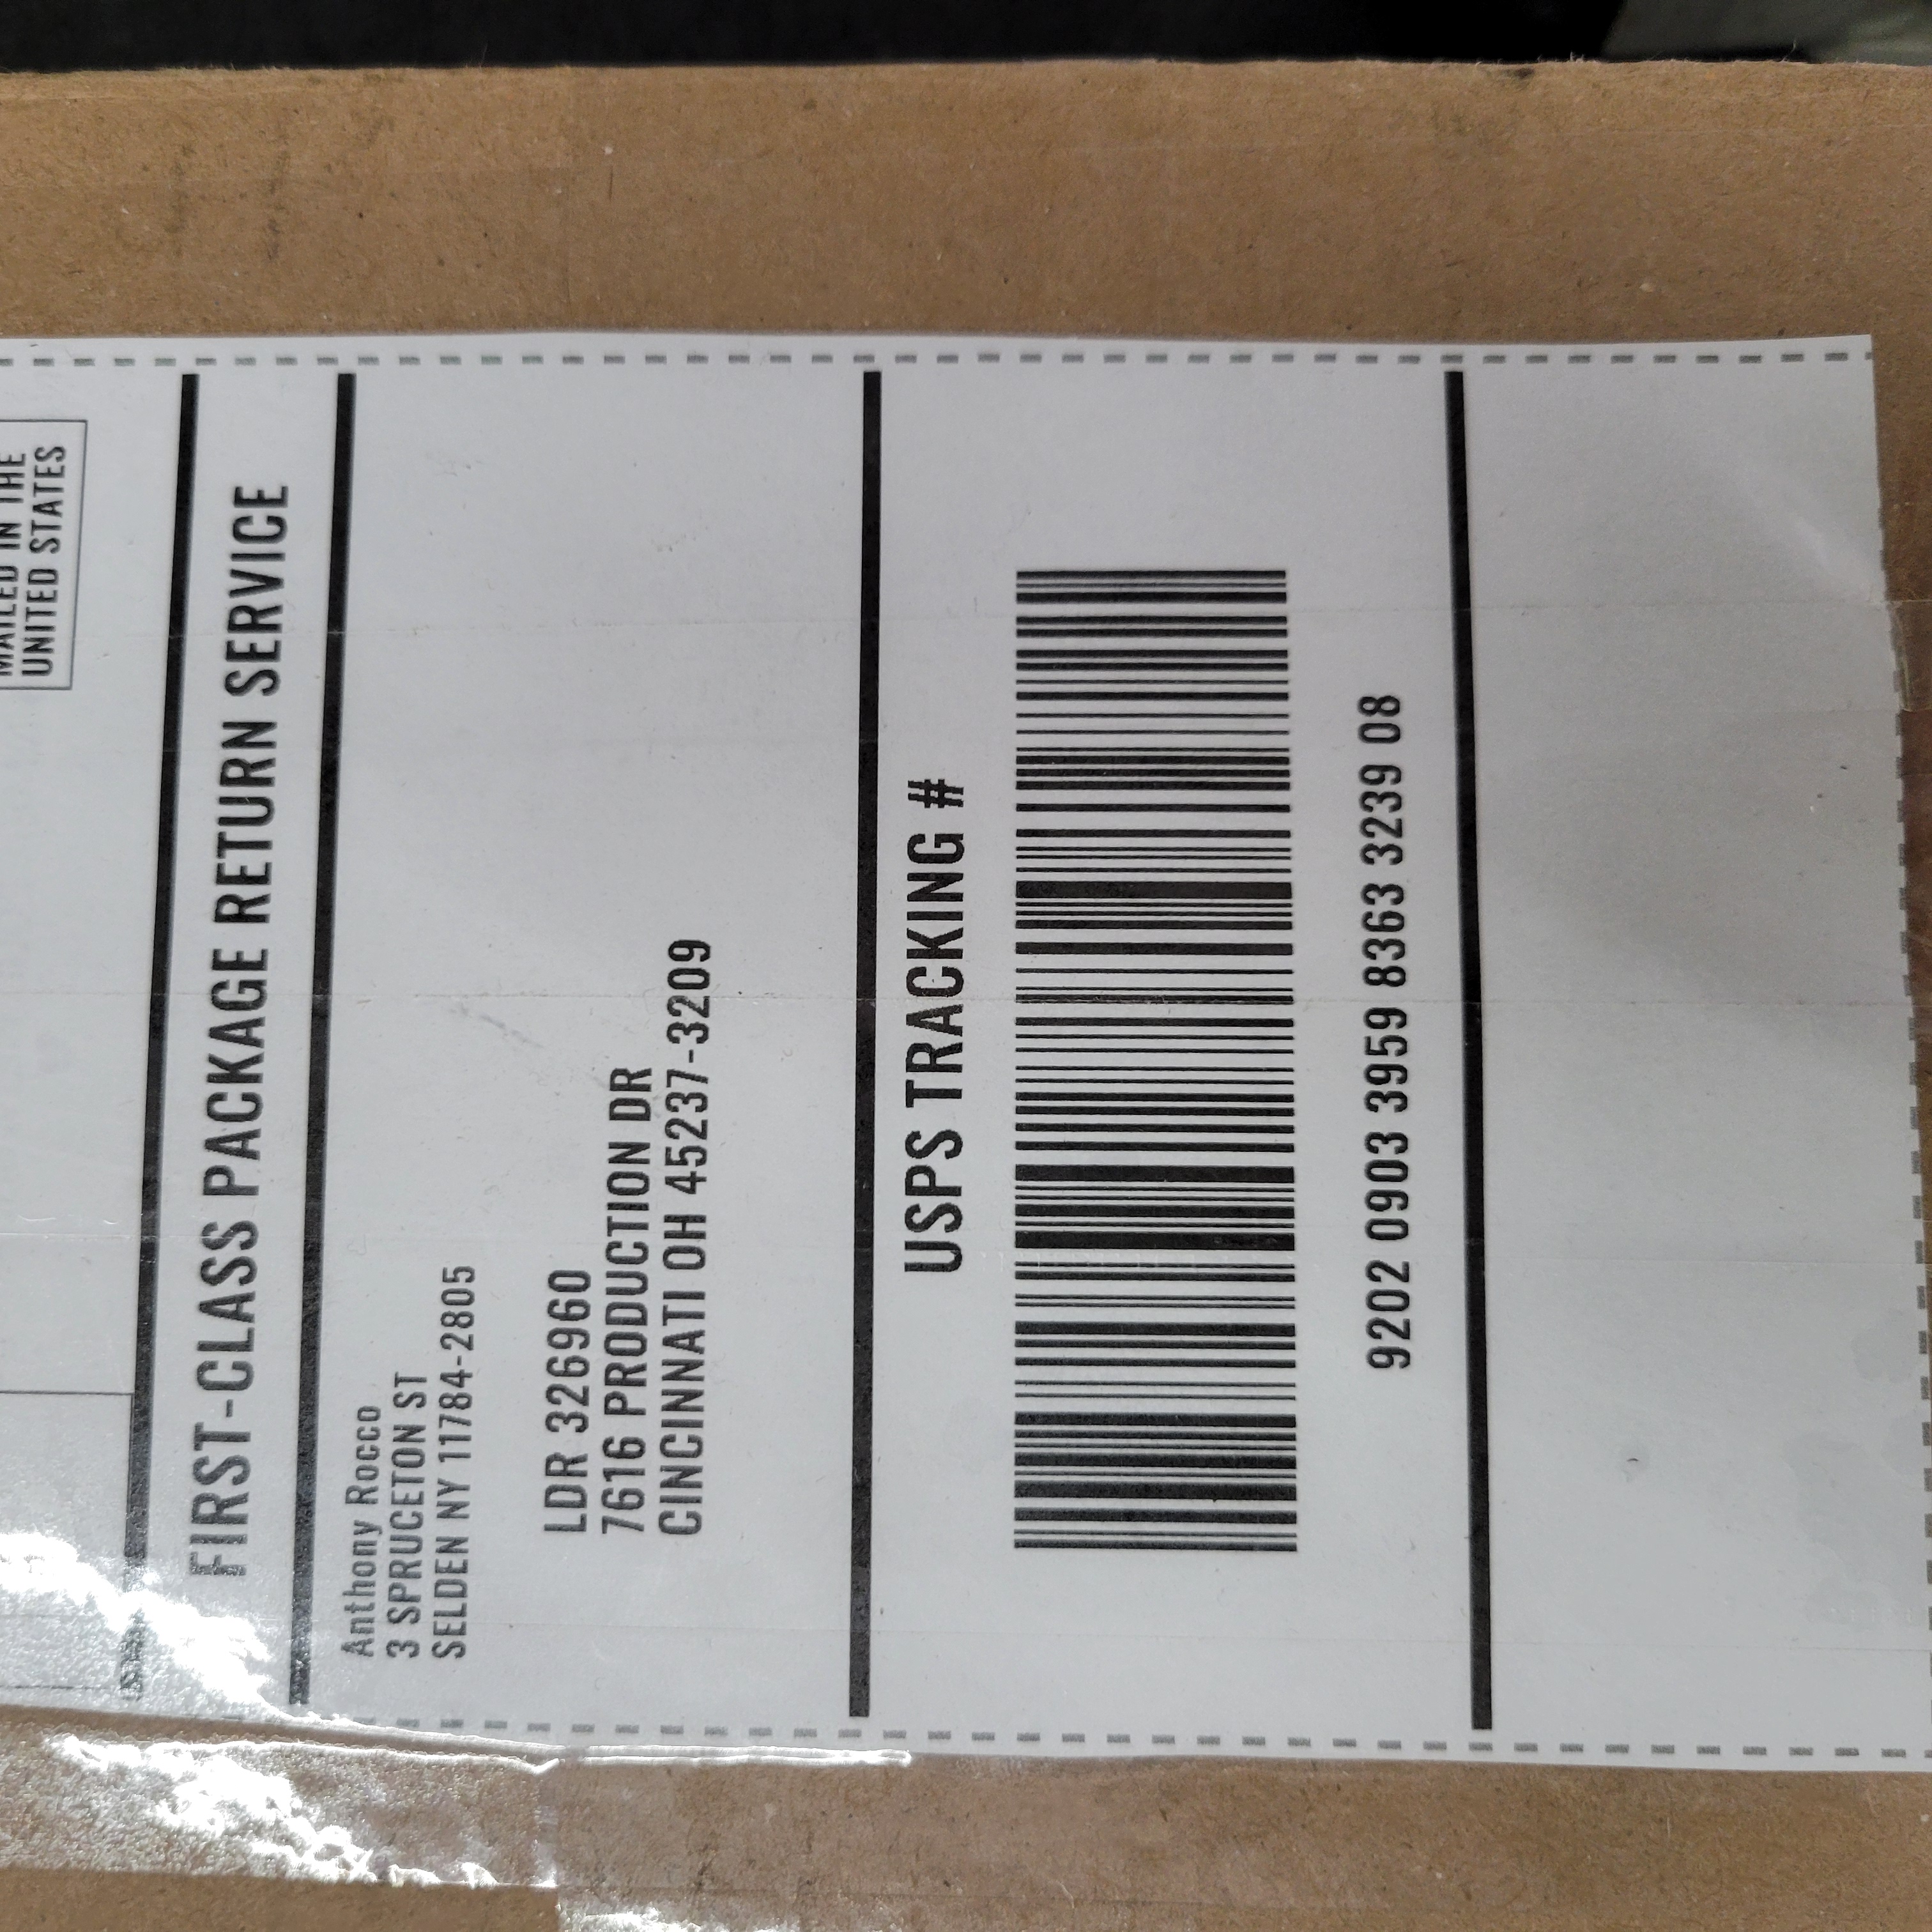 MAILED IN THE
UNITED STATES
FIRST-CLASS PACKAGE RETURN SERVICE
Anthony Rocco
3 SPRUCETON ST
SELDEN NY 11784-2805
LDR 326960
7616 PRODUCTION DR
CINCINNATI OH 45237-3209
USPS TRACKING #
9202 0903 3959 8363 3239 08